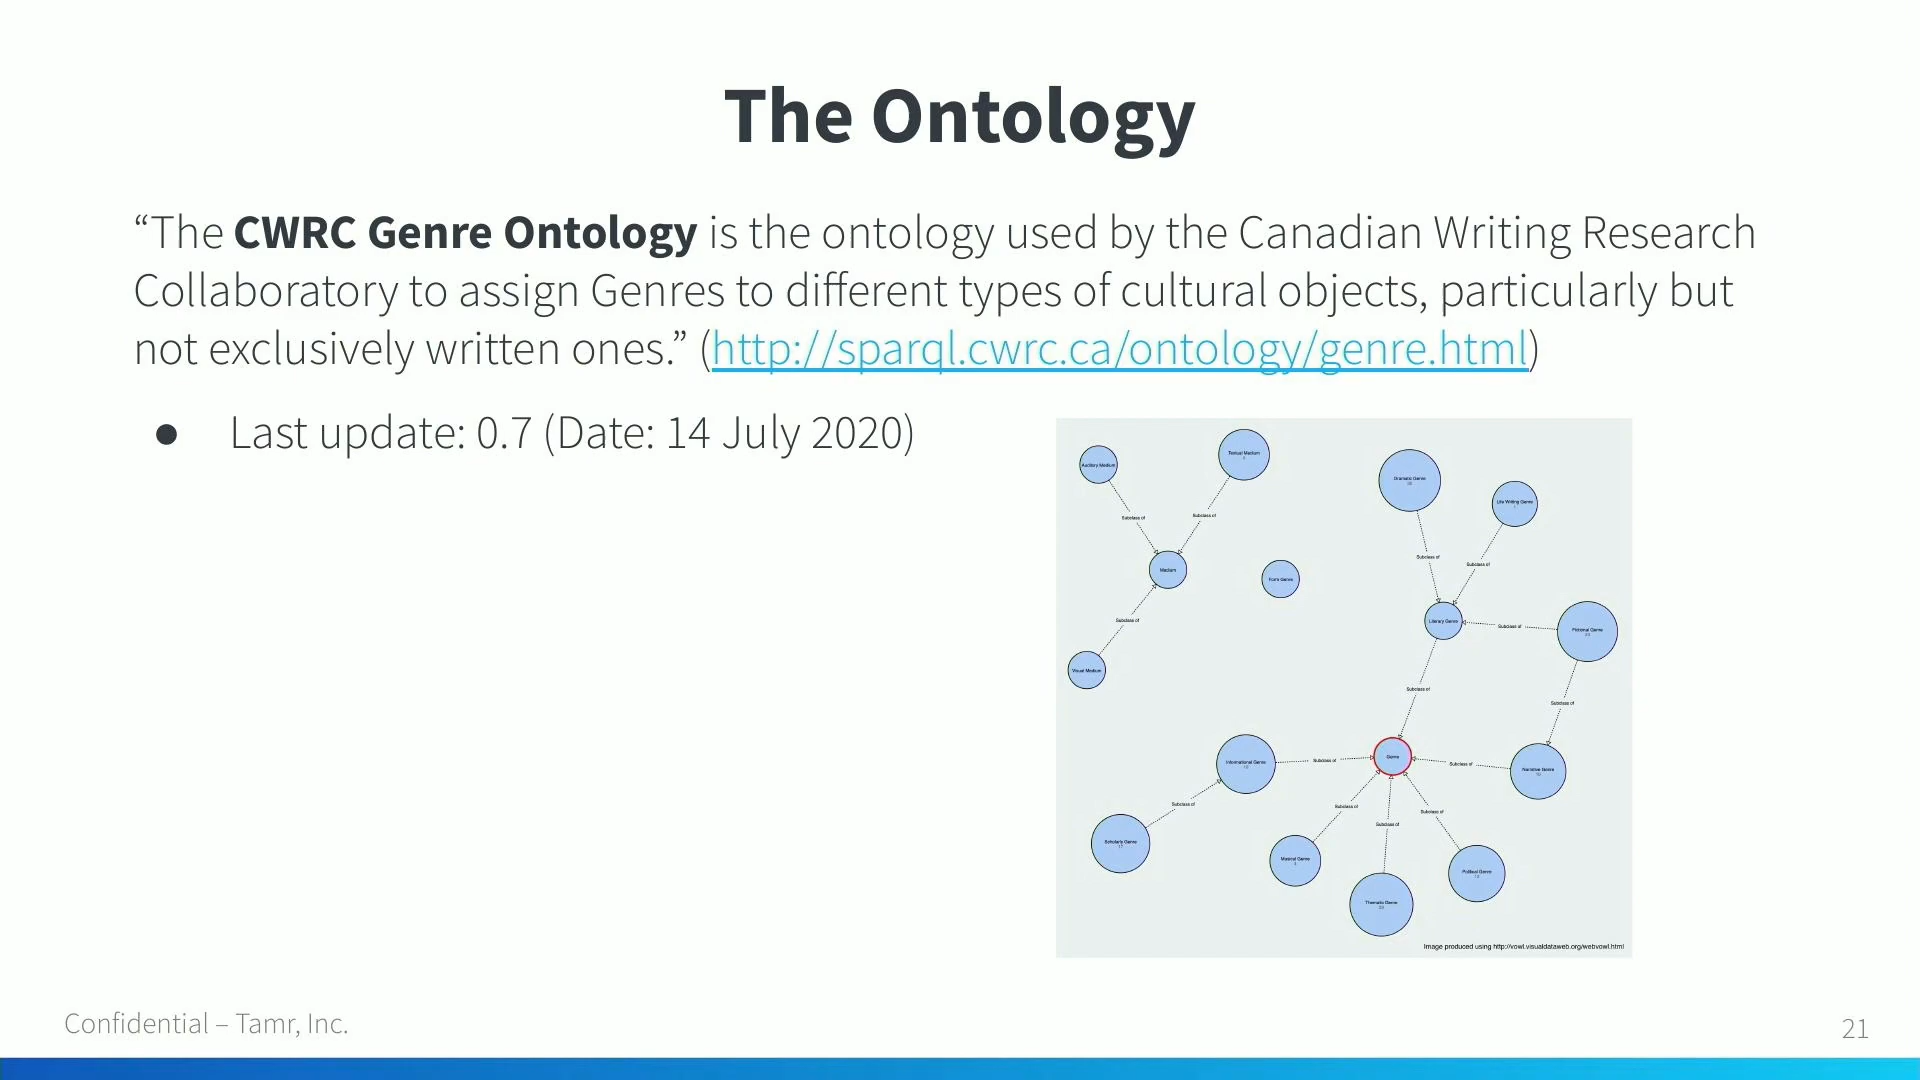 The Ontology
“The CWRC Genre Ontology is the ontology used by the Canadian Writing Research
Collaboratory to assign Genres to different types of cultural objects, particularly but
not exclusively written ones.” (http://sparql.cwrc.ca/ontology/genre.html)
● Last update: 0.7 (Date: 14 July 2020)
Auditory Medium
Textual Medium
Dramatic Genre
Life Writing Genre
Subclass of
Subclass of
Subclass of
Subclass of
Medium
Form Genre
Subclass of
Literary Genre
Subclass of
Fictional Genre
Visual Medium
Subclass of
Subclass of
Informational Genre
Subclass of
Genre
Subclass of
Narrative Genre
Subclass of
Subclass of
Subclass of
Subclass of
Scholarly Genre
Musical Genre
Political Genre
Thematic Genre
Image produced using http://vowl.visualdataweb.org/webvowl.html
Confidential – Tamr, Inc.
21